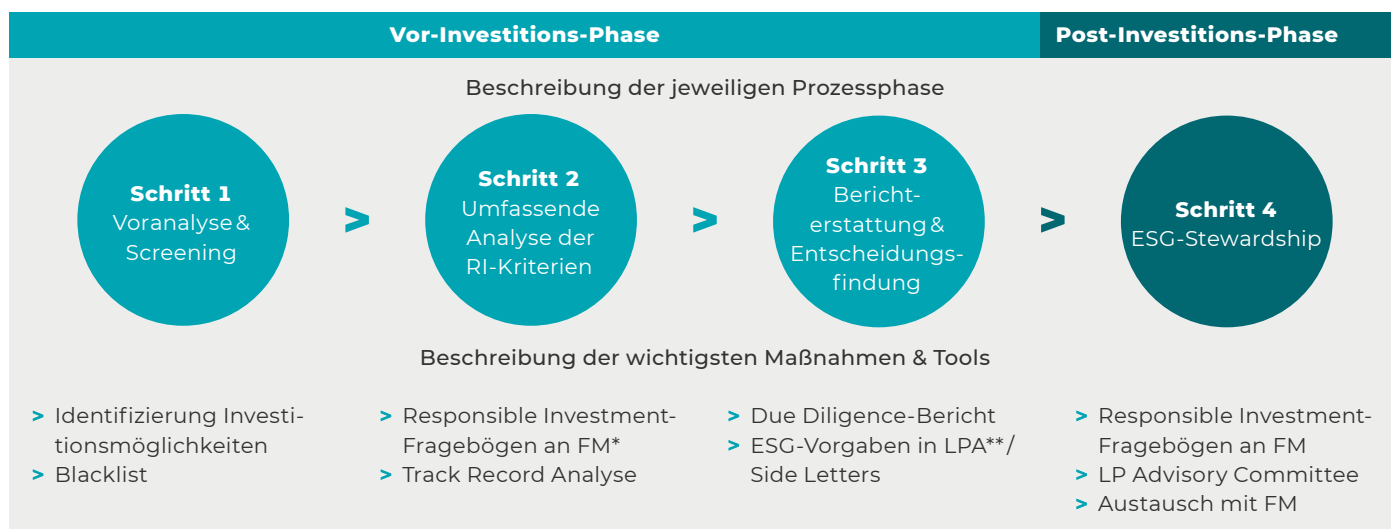 Vor-Investitions-Phase
Post-Investitions-Phase
Beschreibung der jeweiligen Prozessphase
Schritt 1
Voranalyse &
Screening
>
Schritt 2
Umfassende
Analyse der
RI-Kriterien
>
Schritt 3
Bericht-
erstattung &
Entscheidungs-
findung
>
Schritt 4
ESG-Stewardship
Beschreibung der wichtigsten Maßnahmen & Tools
> Identifizierung Investi-
tionsmöglichkeiten
> Blacklist
> Responsible Investment-
Fragebögen an FM*
> Track Record Analyse
> Due Diligence-Bericht
> ESG-Vorgaben in LPA** /
Side Letters
> Responsible Investment-
Fragebögen an FM
> LP Advisory Committee
> Austausch mit FM